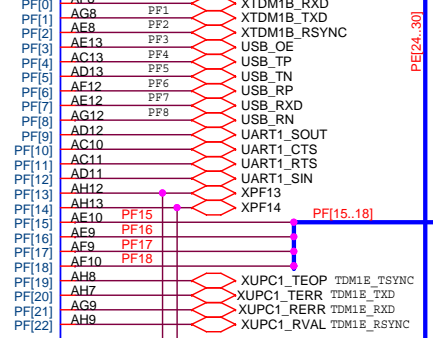 PF[0] XTDM1B_RXD
PF[1] AG8 PF1 XTDM1B_TXD
PF[2] AE8 PF2 XTDM1B_RSYNC
PF[3] AE13 PF3 USB_OE
PF[4] AC13 PF4 USB_TP
PF[5] AD13 PF5 USB_TN
PF[6] AF12 PF6 USB_RP
PF[7] AE12 PF7 USB_RXD
PF[8] AG12 PF8 USB_RN
PF[9] AD12 UART1_SOUT
PF[10] AC10 UART1_CTS
PF[11] AC11 UART1_RTS
PF[12] AD11 UART1_SIN
PF[13] AH12 XPF13
PF[14] AH13 XPF14
PF[15] AE10 PF15 PF[15..18]
PF[16] AE9 PF16
PF[17] AF9 PF17
PF[18] AF10 PF18
PF[19] AH8 XUPC1_TEOP TDM1E_TSYNC
PF[20] AH7 XUPC1_TERR TDM1E_TXD
PF[21] AG9 XUPC1_RERR TDM1E_RXD
PF[22] AH9 XUPC1_RVAL TDM1E_RSYNC
PE[24..30]